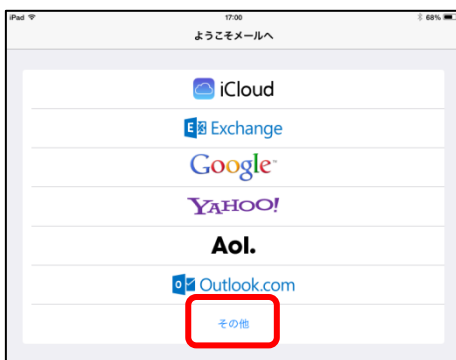 iPad 17:00 68%
ようこそメールへ
iCloud
E Exchange
Google
YAHOO!
Aol.
o Outlook.com
その他